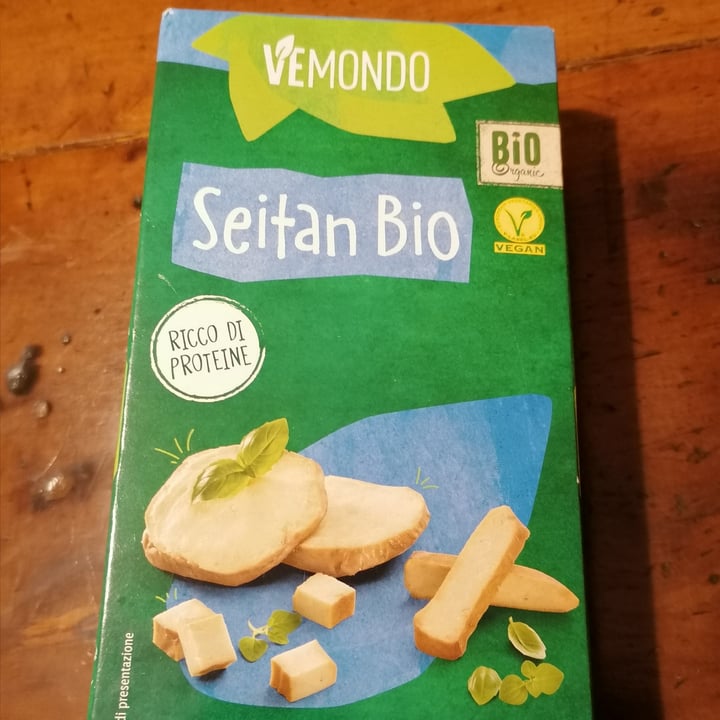 VEMONDO
BiO
Organic
Seitan Bio
VEGAN
RICCO DI
PROTEINE
di presentazione